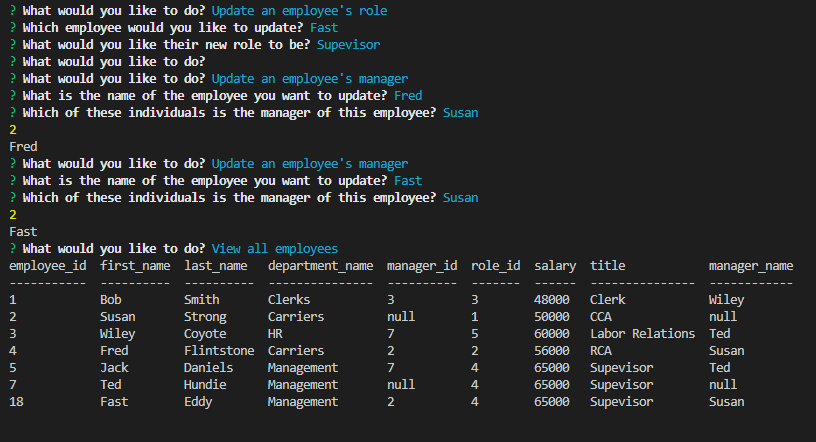 ? What would you like to do? Update an employee's role
? Which employee would you like to update? Fast
? What would you like their new role to be? Supevisor
? What would you like to do?
? What would you like to do? Update an employee's manager
? What is the name of the employee you want to update? Fred
? Which of these individuals is the manager of this employee? Susan
2
Fred
? What would you like to do? Update an employee's manager
? What is the name of the employee you want to update? Fast
? Which of these individuals is the manager of this employee? Susan
2
Fast
? What would you like to do? View all employees
employee_id  first_name  last_name   department_name  manager_id  role_id  salary  title            manager_name
-----------  ----------  ----------  ---------------  ----------  -------  ------  ---------------  ------------
1            Bob         Smith       Clerks           3           3        48000   Clerk            Wiley
2            Susan       Strong      Carriers         null        1        50000   CCA              null
3            Wiley       Coyote      HR               7           5        60000   Labor Relations  Ted
4            Fred        Flintstone  Carriers         2           2        56000   RCA              Susan
5            Jack        Daniels     Management       7           4        65000   Supevisor        Ted
7            Ted         Hundie      Management       null        4        65000   Supevisor        null
18           Fast        Eddy        Management       2           4        65000   Supevisor        Susan